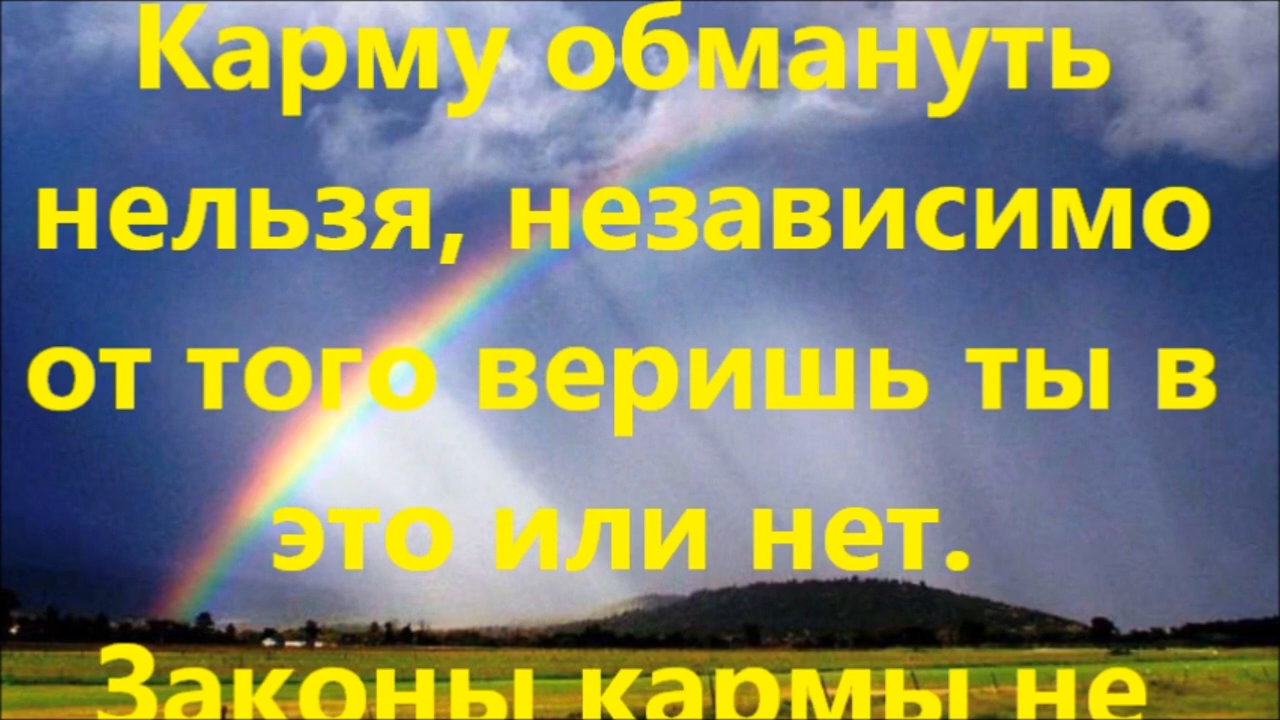 Карму обмануть
нельзя, независимо
от того веришь ты в
это или нет.
Законы кармы не